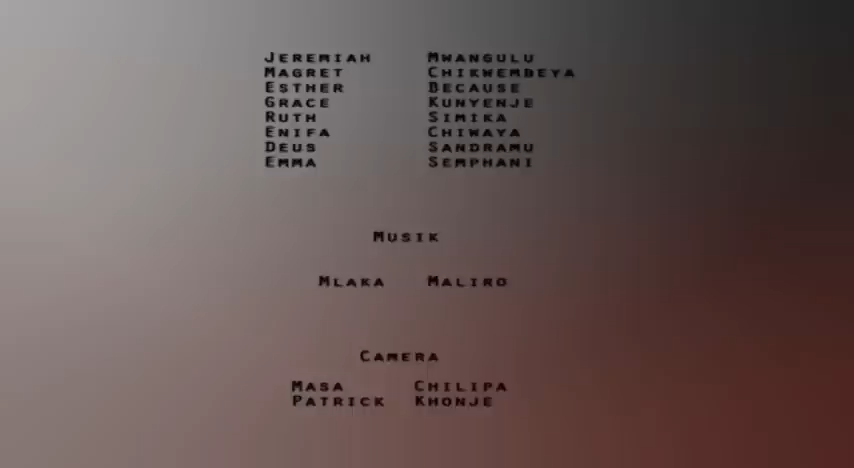 Jeremiah Mwangulu
Magret Chikwembeya
Esther Because
Grace Kunyenje
Ruth Simika
Enifa Chiwaya
Deus Sandramu
Emma Semphani
Musik
Mlaka Maliro
Camera
Masa Chilipa
Patrick Khonje